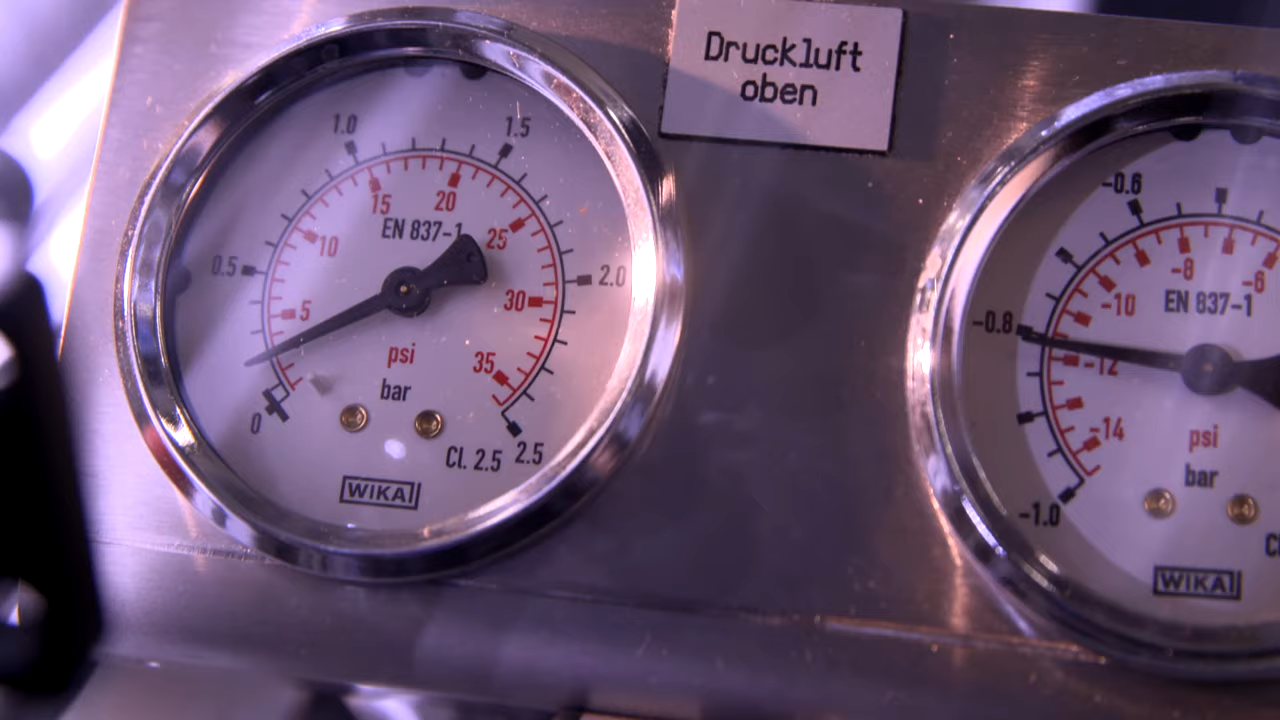 Druckluft
oben
0
0.5
1.0
1.5
2.0
2.5
5
10
15
20
25
30
35
EN 837-1
psi
bar
Cl. 2.5
WIKA
-0.6
-0.8
-1.0
-6
-8
-10
-12
-14
EN 837-1
psi
bar
WIKA